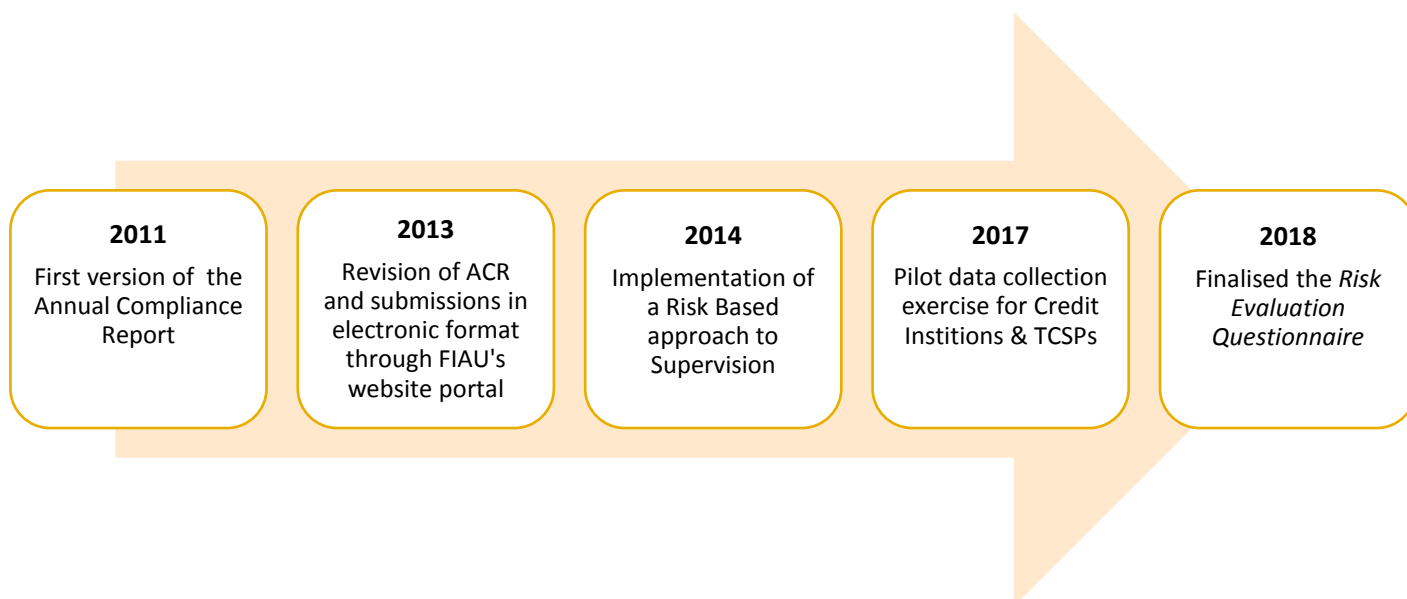 2011
First version of the
Annual Compliance
Report
2013
Revision of ACR
and submissions in
electronic format
through FIAU's
website portal
2014
Implementation of
a Risk Based
approach to
Supervision
2017
Pilot data collection
exercise for Credit
Institutions & TCSPs
2018
Finalised the Risk
Evaluation
Questionnaire